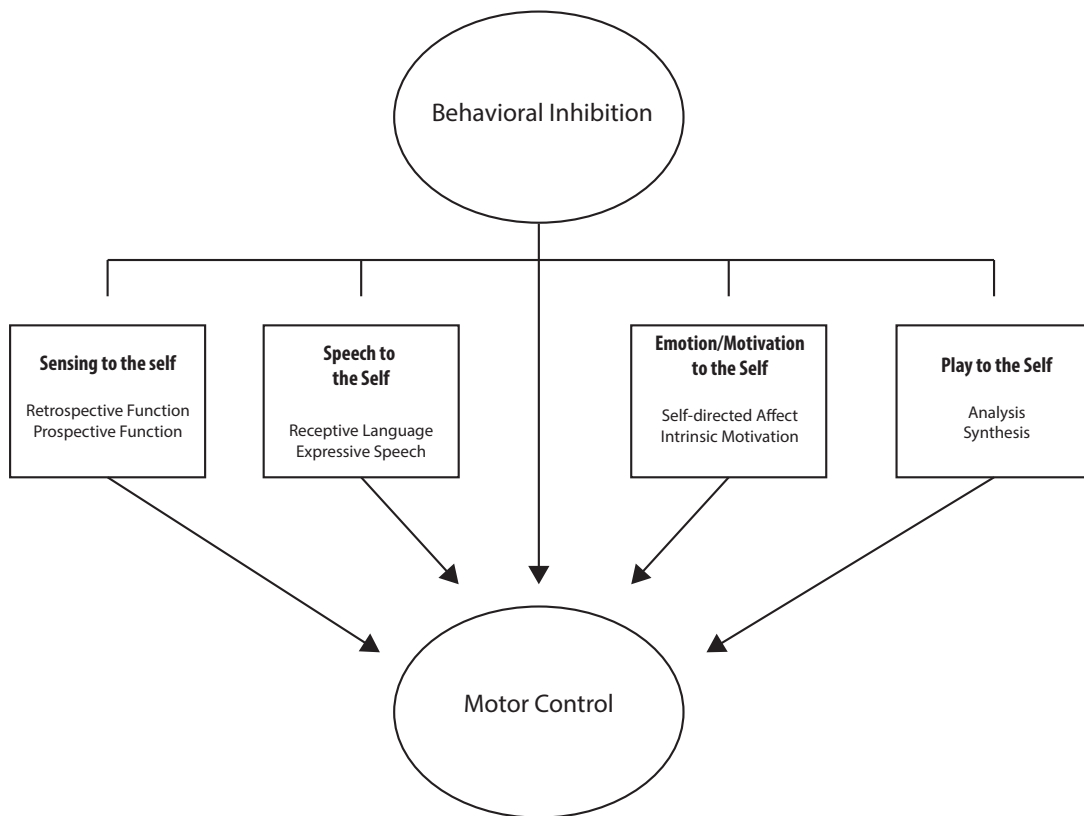 Behavioral Inhibition
Sensing to the self
Retrospective Function
Prospective Function
Speech to
the Self
Receptive Language
Expressive Speech
Emotion/Motivation
to the Self
Self-directed Affect
Intrinsic Motivation
Play to the Self
Analysis
Synthesis
Motor Control